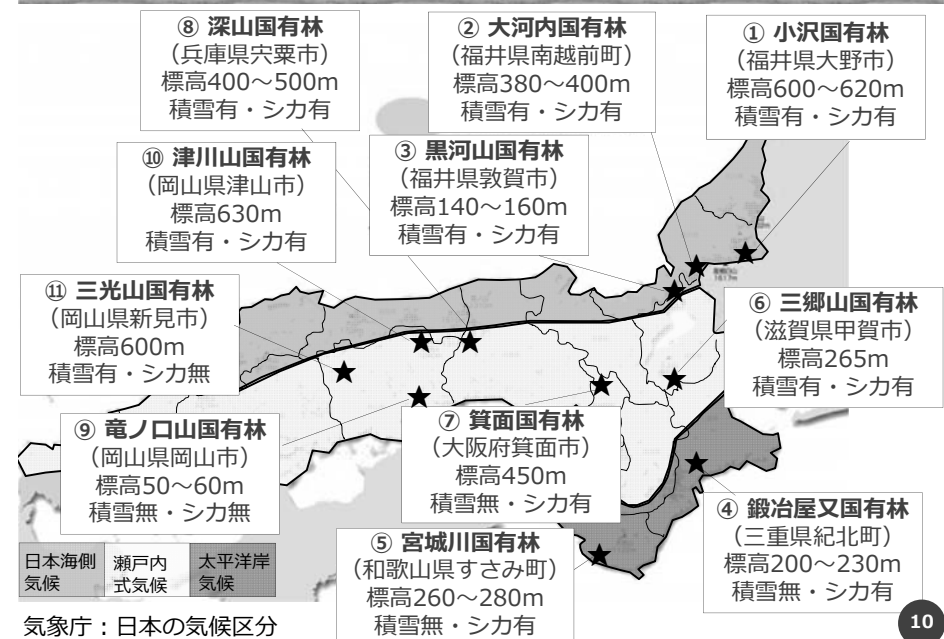 ⑧ 深山国有林
（兵庫県宍粟市）
標高400～500m
積雪有・シカ有
② 大河内国有林
（福井県南越前町）
標高380～400m
積雪有・シカ有
① 小沢国有林
（福井県大野市）
標高600～620m
積雪有・シカ有
⑩ 津川山国有林
（岡山県津山市）
標高630m
積雪有・シカ有
③ 黒河山国有林
（福井県敦賀市）
標高140～160m
積雪有・シカ有
⑪ 三光山国有林
（岡山県新見市）
標高600m
積雪有・シカ無
⑥ 三郷山国有林
（滋賀県甲賀市）
標高265m
積雪有・シカ有
⑨ 竜ノ口山国有林
（岡山県岡山市）
標高50～60m
積雪無・シカ無
⑦ 箕面国有林
（大阪府箕面市）
標高450m
積雪無・シカ有
④ 鍛冶屋又国有林
（三重県紀北町）
標高200～230m
積雪無・シカ有
⑤ 宮城川国有林
（和歌山県すさみ町）
標高260～280m
積雪無・シカ有
日本海側
気候
瀬戸内
式気候
太平洋岸
気候
気象庁：日本の気候区分
10